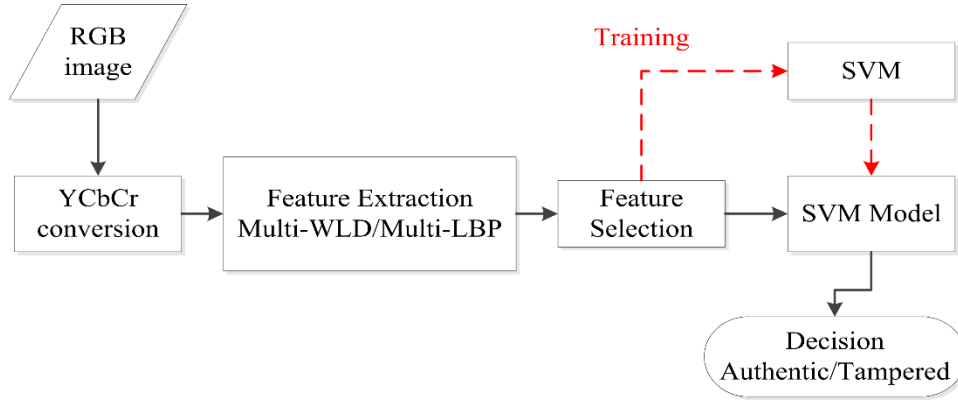 RGB
image
Training
SVM
YCbCr
conversion
Feature Extraction
Multi-WLD/Multi-LBP
Feature
Selection
SVM Model
Decision
Authentic/Tampered